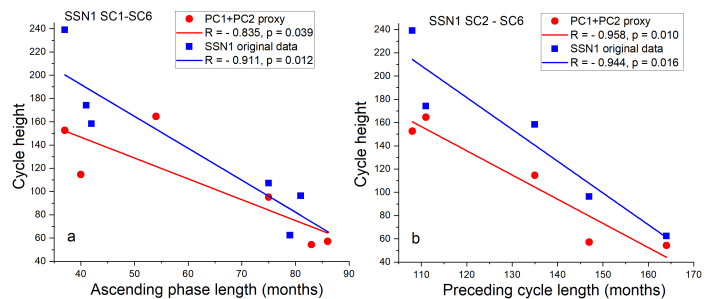 SSN1 SC1-SC6
PC1+PC2 proxy
R = - 0.835, p = 0.039
SSN1 original data
R = - 0.911, p = 0.012
Cycle height
240
220
200
180
160
140
120
100
80
60
40
a
40 50 60 70 80 90
Ascending phase length (months)
SSN1 SC2 - SC6
PC1+PC2 proxy
R = - 0.958, p = 0.010
SSN1 original data
R = - 0.944, p = 0.016
Cycle height
240
220
200
180
160
140
120
100
80
60
40
b
110 120 130 140 150 160 170
Preceding cycle length (months)